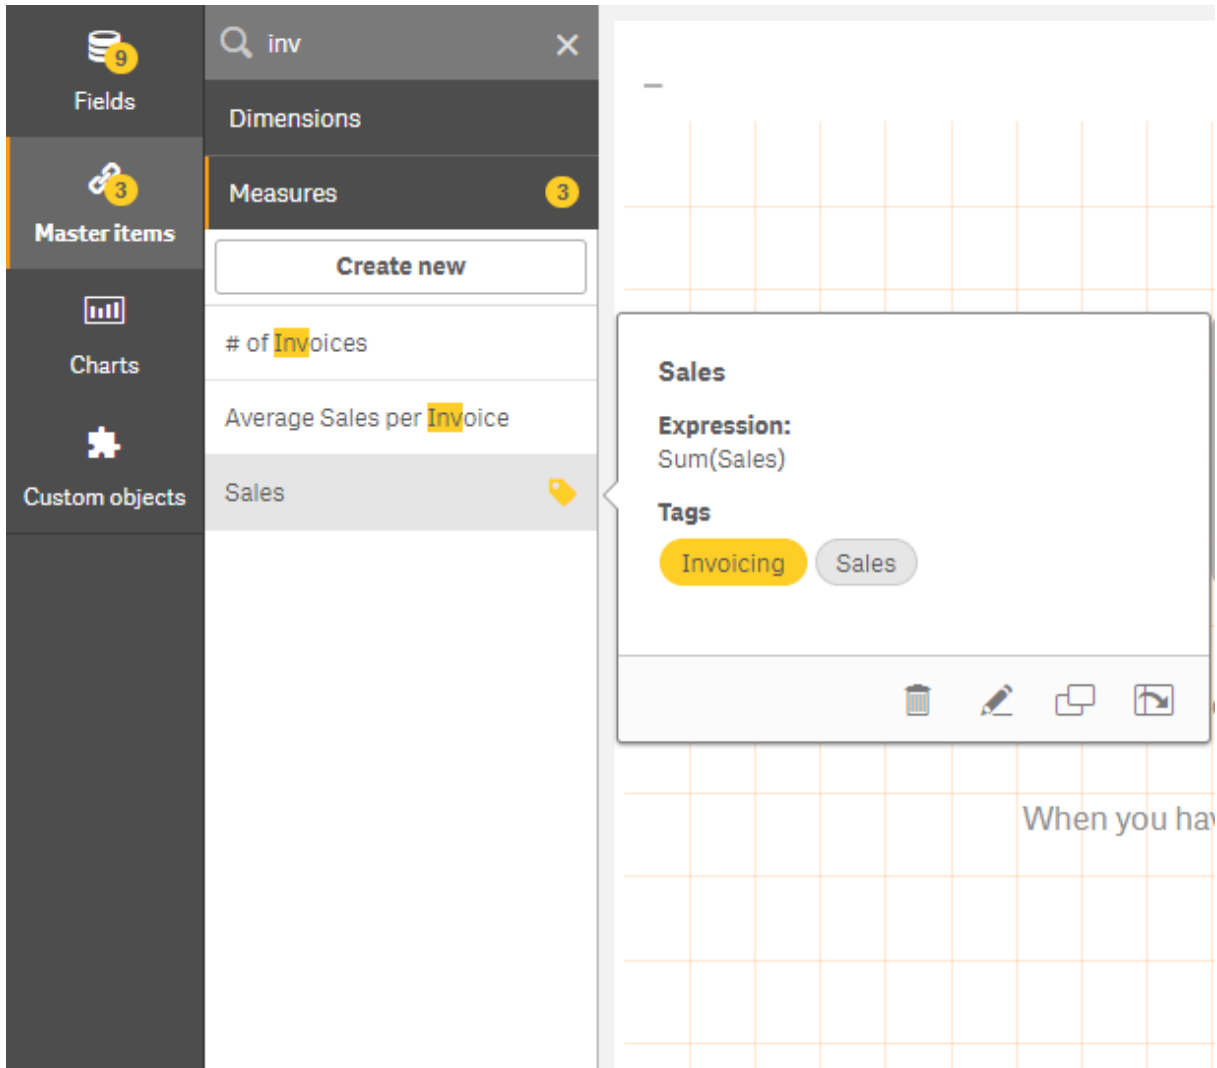 9
Fields
3
Master items
Charts
Custom objects
inv
Dimensions
Measures 3
Create new
# of Invoices
Average Sales per Invoice
Sales
Sales
Expression:
Sum(Sales)
Tags
Invoicing Sales
When you